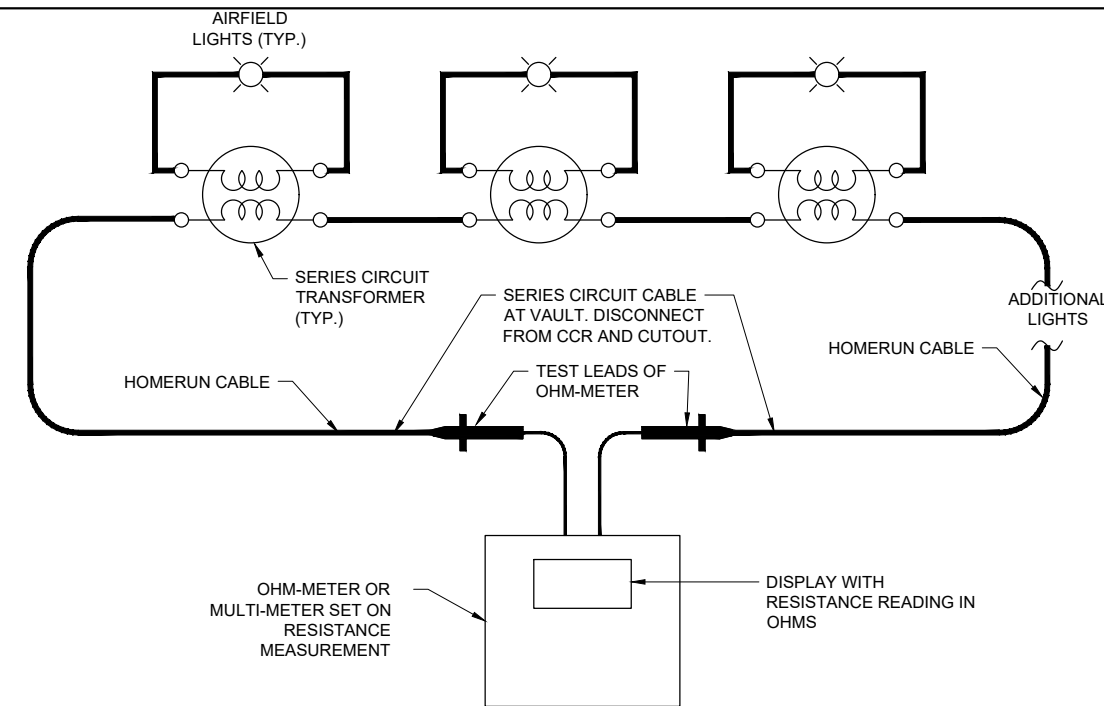 AIRFIELD
LIGHTS (TYP.)
SERIES CIRCUIT
TRANSFORMER
(TYP.)
SERIES CIRCUIT CABLE
AT VAULT. DISCONNECT
FROM CCR AND CUTOUT.
ADDITIONAL
LIGHTS
HOMERUN CABLE
HOMERUN CABLE
TEST LEADS OF
OHM-METER
OHM-METER OR
MULTI-METER SET ON
RESISTANCE
MEASUREMENT
DISPLAY WITH
RESISTANCE READING IN
OHMS